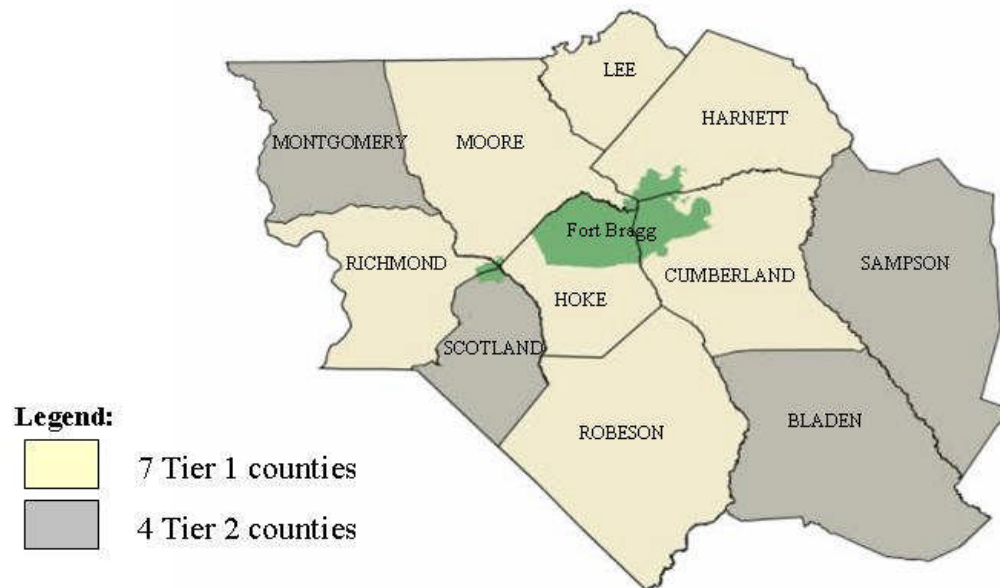 LEE
HARNETT
MONTGOMERY
MOORE
Fort Bragg
RICHMOND
SAMPSON
CUMBERLAND
HOKE
SCOTLAND
BLADEN
ROBESON
Legend:
7 Tier 1 counties
4 Tier 2 counties